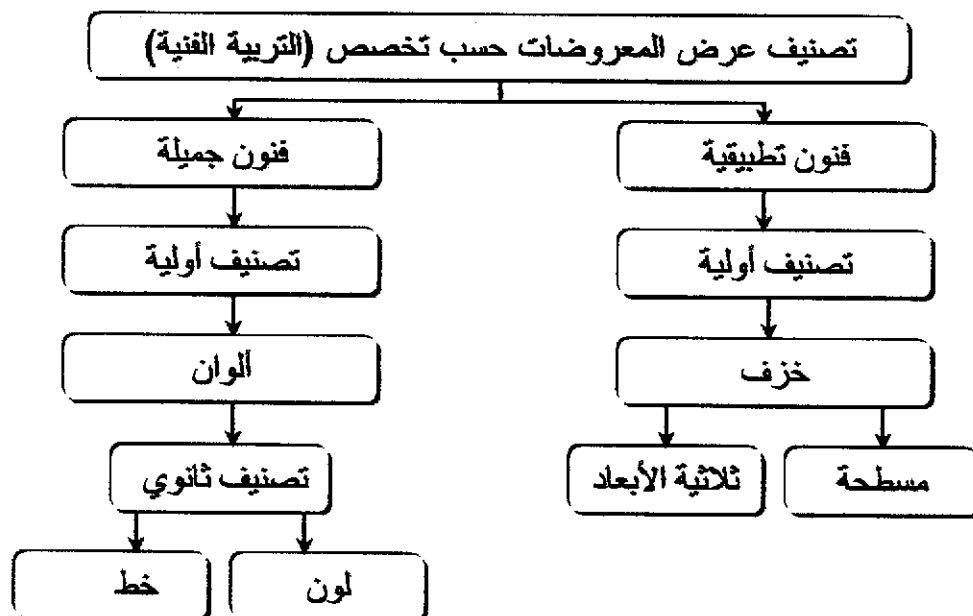 تصنيف عرض المعروضات حسب تخصص (التربية الفنية)
فنون تطبيقية
فنون جميلة
تصنيف أولية
تصنيف أولية
خزف
ألوان
مسطحة
ثلاثية الأبعاد
تصنيف ثانوي
لون
خط